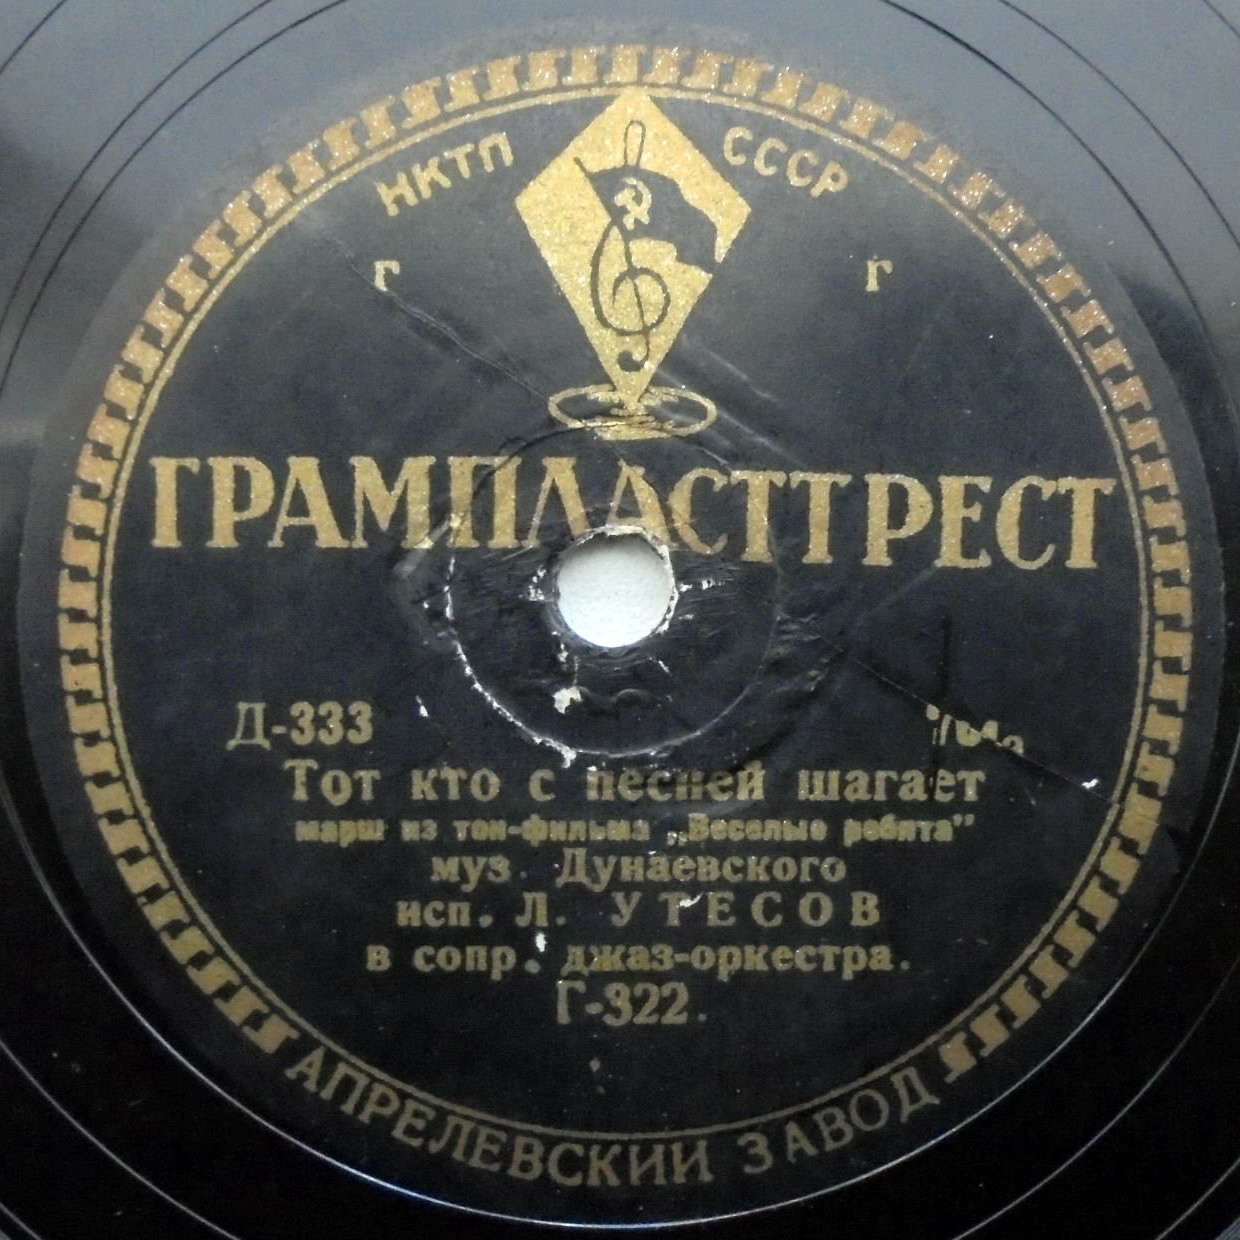 НКТП СССР
г г
ГРАМПЛАСТТРЕСТ
Д-333
Тот кто с песней шагает
марш из тон-фильма „Веселые ребята”
муз. Дунаевского
исп. Л. УТЕСОВ
в сопр. джаз-оркестра.
Г-322.
АПРЕЛЕВСКИЙ ЗАВОД